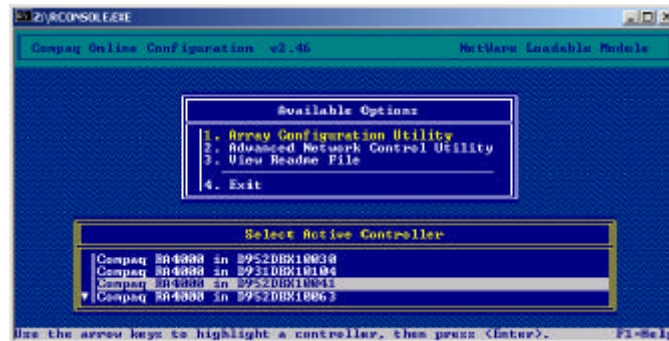 Z:\RCONSOLE.EXE
Compaq Online Configuration v2.46 NetWare Loadable Module
Available Options
1. Array Configuration Utility
2. Advanced Network Control Utility
3. View Readme File
4. Exit
Select Active Controller
Compaq RA4000 in D952DBX10030
Compaq RA4000 in D931DBX10104
Compaq RA4000 in D952DBX10041
Compaq RA4000 in D952DBX10063
Use the arrow keys to highlight a controller, then press <Enter>. F1=Help